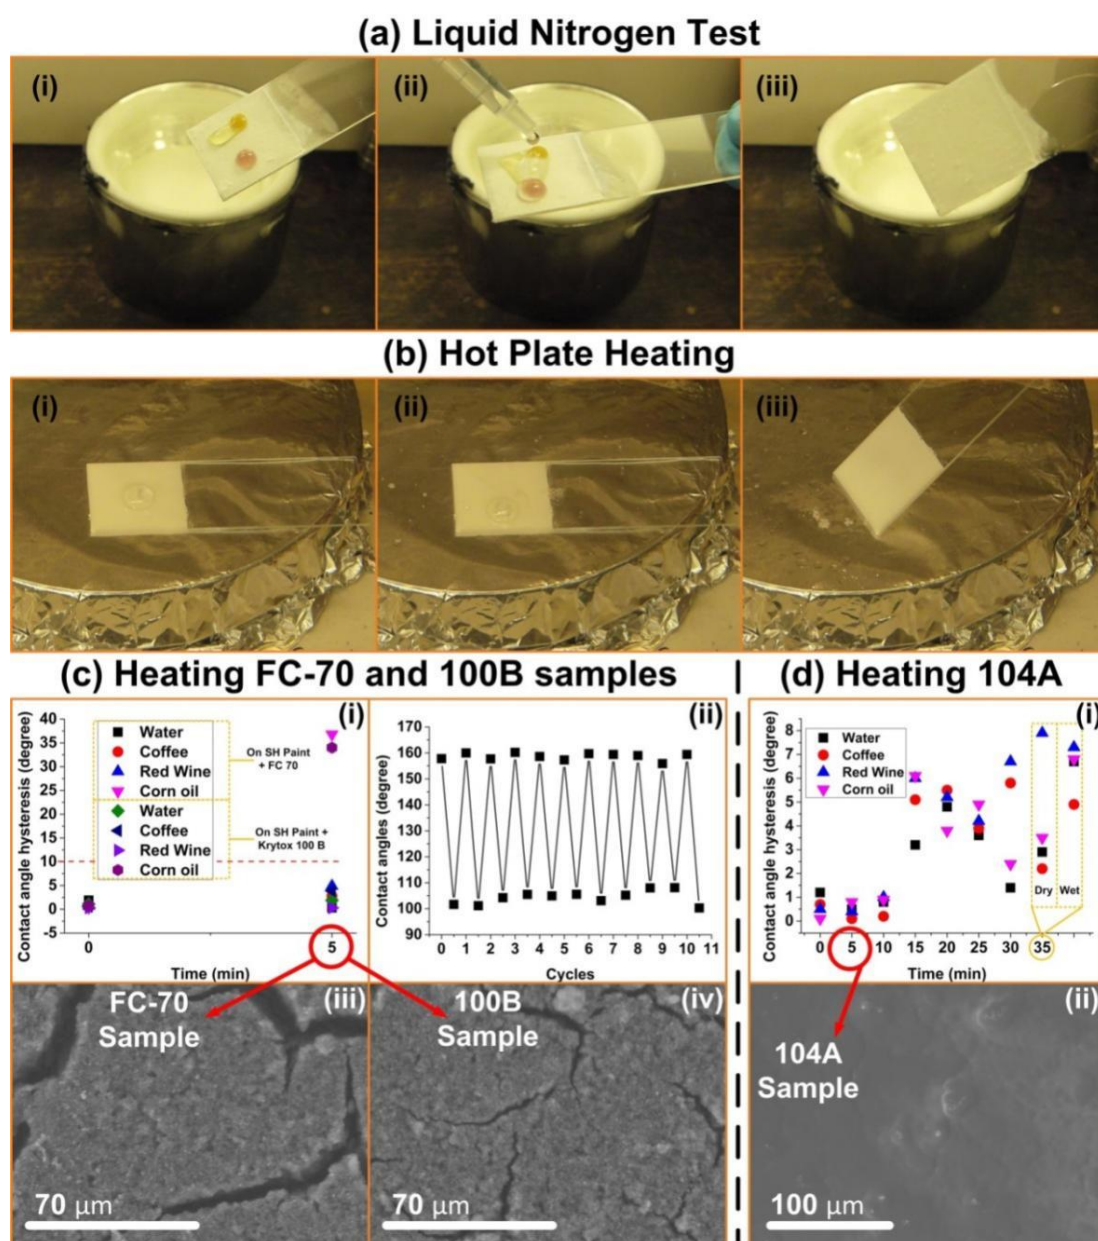 (a) Liquid Nitrogen Test
(i)
(ii)
(iii)
(b) Hot Plate Heating
(i)
(ii)
(iii)
(c) Heating FC-70 and 100B samples
(i)
Contact angle hysteresis (degree)
40
35
30
25
20
15
10
5
0
-5
Water
Coffee
Red Wine
Corn oil
On SH Paint
+ FC 70
Water
Coffee
Red Wine
Corn oil
On SH Paint +
Krytox 100 B
0
5
Time (min)
(ii)
Contact angles (degree)
170
160
150
140
130
120
110
100
90
0 1 2 3 4 5 6 7 8 9 10 11
Cycles
(iii)
FC-70
Sample
70 μm
(iv)
100B
Sample
70 μm
(d) Heating 104A
(i)
Contact angle hysteresis (degree)
8
7
6
5
4
3
2
1
0
Water
Coffee
Red Wine
Corn oil
Dry Wet
0 5 10 15 20 25 30 35
Time (min)
(ii)
104A
Sample
100 μm